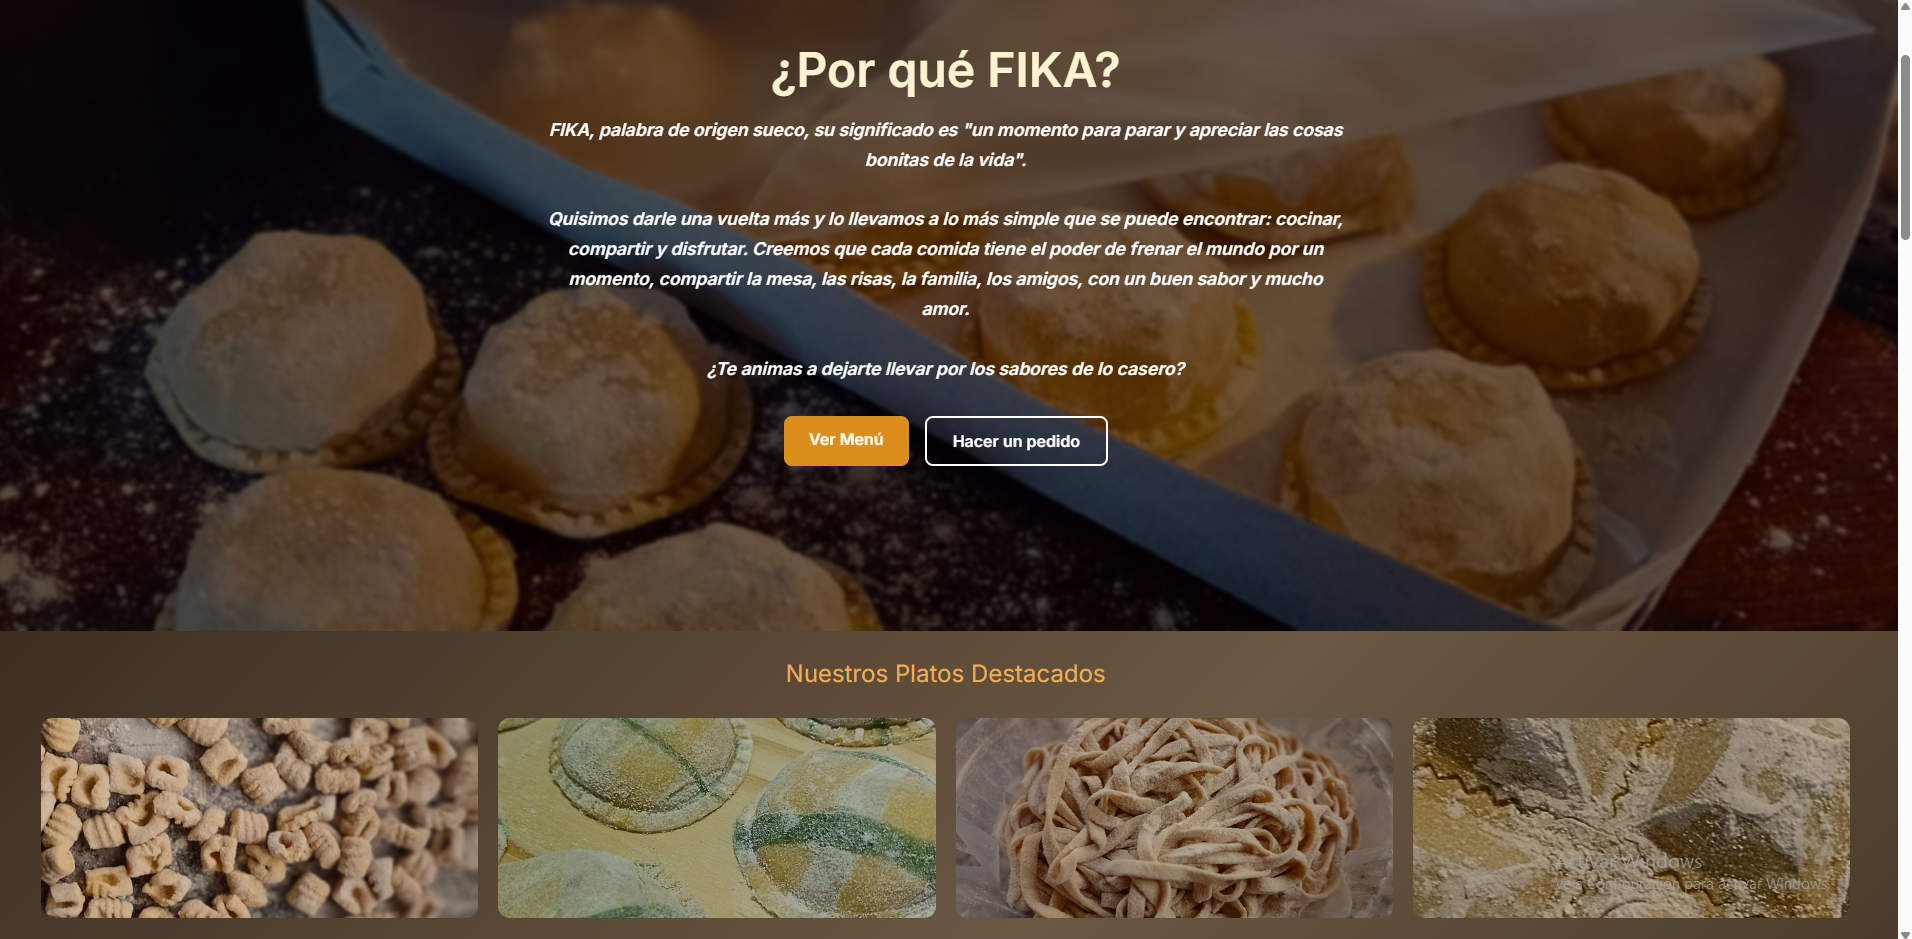 ¿Por qué FIKA?
FIKA, palabra de origen sueco, su significado es "un momento para parar y apreciar las cosas
bonitas de la vida".
Quisimos darle una vuelta más y lo llevamos a lo más simple que se puede encontrar: cocinar,
compartir y disfrutar. Creemos que cada comida tiene el poder de frenar el mundo por un
momento, compartir la mesa, las risas, la familia, los amigos, con un buen sabor y mucho
amor.
¿Te animas a dejarte llevar por los sabores de lo casero?
Ver Menú
Hacer un pedido
Nuestros Platos Destacados
Activar Windows
Ve a Configuración para activar Windows.